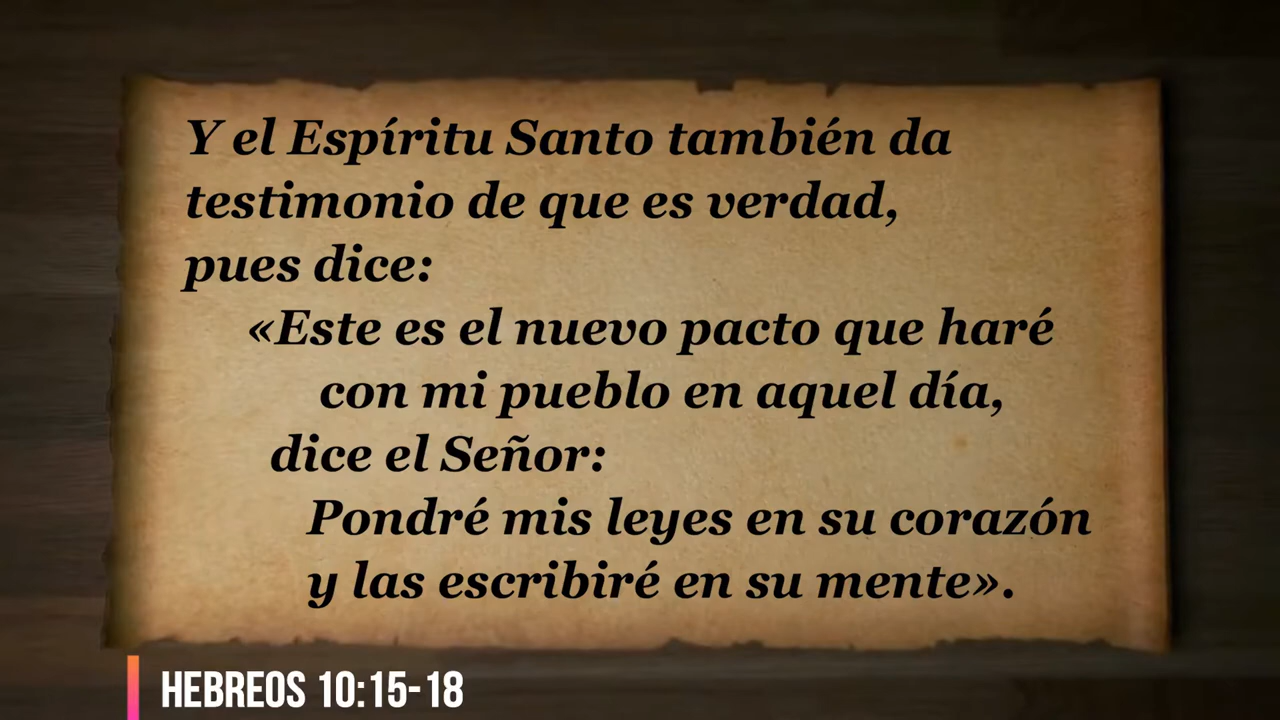 Y el Espíritu Santo también da
testimonio de que es verdad,
pues dice:
«Este es el nuevo pacto que haré
con mi pueblo en aquel día,
dice el Señor:
Pondré mis leyes en su corazón
y las escribiré en su mente».
HEBREOS 10:15-18